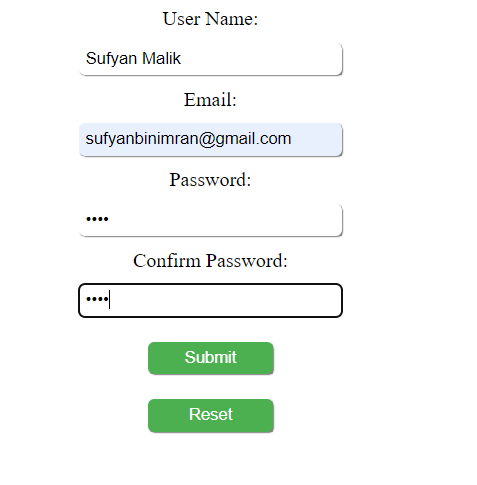 User Name:
Sufyan Malik
Email:
sufyanbinimran@gmail.com
Password:
••••
Confirm Password:
••••
Submit
Reset